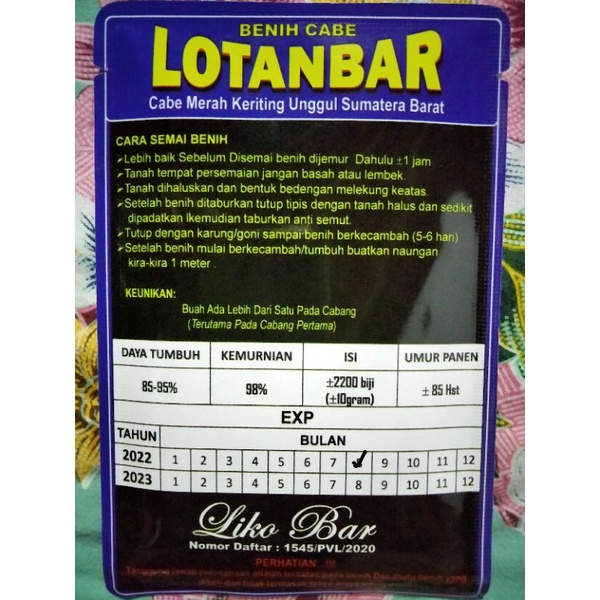 BENIH CABE
LOTANBAR
Cabe Merah Keriting Unggul Sumatera Barat
CARA SEMAI BENIH
➤Lebih baik Sebelum Disemai benih dijemur Dahulu ±1 jam
➤Tanah tempat persemaian jangan basah atau lembek.
➤Tanah dihaluskan dan bentuk bedengan melekung keatas.
➤Setelah benih ditaburkan tutup tipis dengan tanah halus dan sedikit
dipadatkan lkemudian taburkan anti semut.
➤Tutup dengan karung/goni sampai benih berkecambah (5-6 hari)
➤Setelah benih mulai berkecambah/tumbuh buatkan naungan
kira-kira 1 meter .
KEUNIKAN:
Buah Ada Lebih Dari Satu Pada Cabang
(Terutama Pada Cabang Pertama)
DAYA TUMBUH KEMURNIAN ISI UMUR PANEN
85-95% 98% ±2200 biji (±10gram) ± 85 Hst
EXP
TAHUN BULAN
2022 1 2 3 4 5 6 7 ✓ 9 10 11 12
2023 1 2 3 4 5 6 7 8 9 10 11 12
Liko Bar
Nomor Daftar : 1545/PVL/2020
PERHATIAN ..!!!